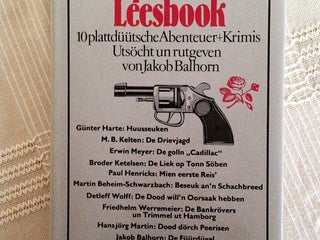 Leesbook
10 plattdüütsche Abenteuer+Krimis
Utsöcht un rutgeven
von Jakob Balhorn
Günter Harte: Huusseuken
M. B. Kelten: De Drievjagd
Erwin Meyer: De golln „Cadillac“
Broder Ketelsen: De Liek op Tonn Söben
Paul Henricks: Mien eerste Reis’
Martin Beheim-Schwarzbach: Beseuk an’n Schachbreed
Detleff Wolff: De Dood will’n Oorsaak hebben
Friedhelm Werremeier: De Bankrövers
un Trimmel ut Hamborg
Hansjörg Martin: Dood dörch Peerisen
Jakob Balhorn: De Füürdüvel